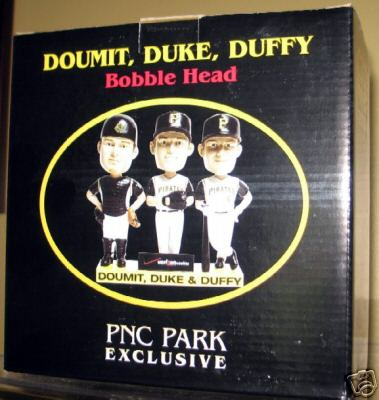 DOUMIT, DUKE, DUFFY
Bobble Head
PIRATES
PIRATES
DOUMIT, DUKE & DUFFY
PNC PARK
EXCLUSIVE